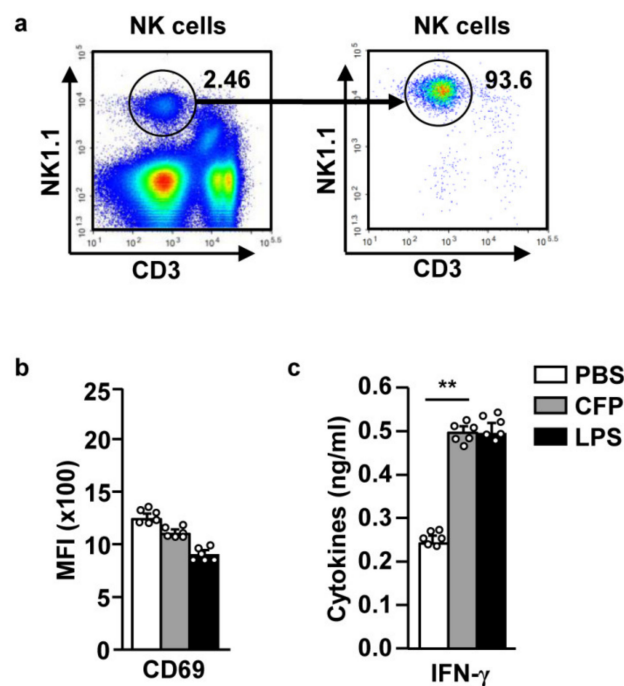 a
NK cells
NK cells
10^5
10^4
10^3
10^2
10^1.3
2.46
NK1.1
10^1 10^2 10^3 10^4 10^5.5
CD3
10^5
10^4
10^3
10^2
10^1.3
93.6
NK1.1
10^1 10^2 10^3 10^4 10^5.5
CD3
b
25
20
15
10
5
0
MFI (x100)
CD69
c
0.6
0.5
0.4
0.3
0.2
0.1
0.0
Cytokines (ng/ml)
**
IFN-γ
PBS
CFP
LPS